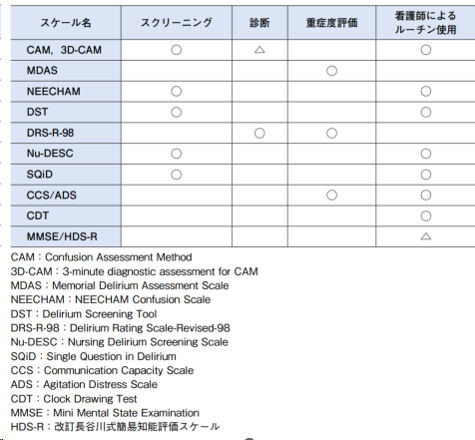 スケール名 スクリーニング 診断 重症度評価 看護師による
ルーチン使用
CAM, 3D-CAM ○ △ ○
MDAS ○
NEECHAM ○ ○
DST ○ ○
DRS-R-98 ○ ○
Nu-DESC ○ ○
SQiD ○ ○
CCS/ADS ○ ○
CDT ○
MMSE/HDS-R △
CAM：Confusion Assessment Method
3D-CAM：3-minute diagnostic assessment for CAM
MDAS：Memorial Delirium Assessment Scale
NEECHAM：NEECHAM Confusion Scale
DST：Delirium Screening Tool
DRS-R-98：Delirium Rating Scale-Revised-98
Nu-DESC：Nursing Delirium Screening Scale
SQiD：Single Question in Delirium
CCS：Communication Capacity Scale
ADS：Agitation Distress Scale
CDT：Clock Drawing Test
MMSE：Mini Mental State Examination
HDS-R：改訂長谷川式簡易知能評価スケール